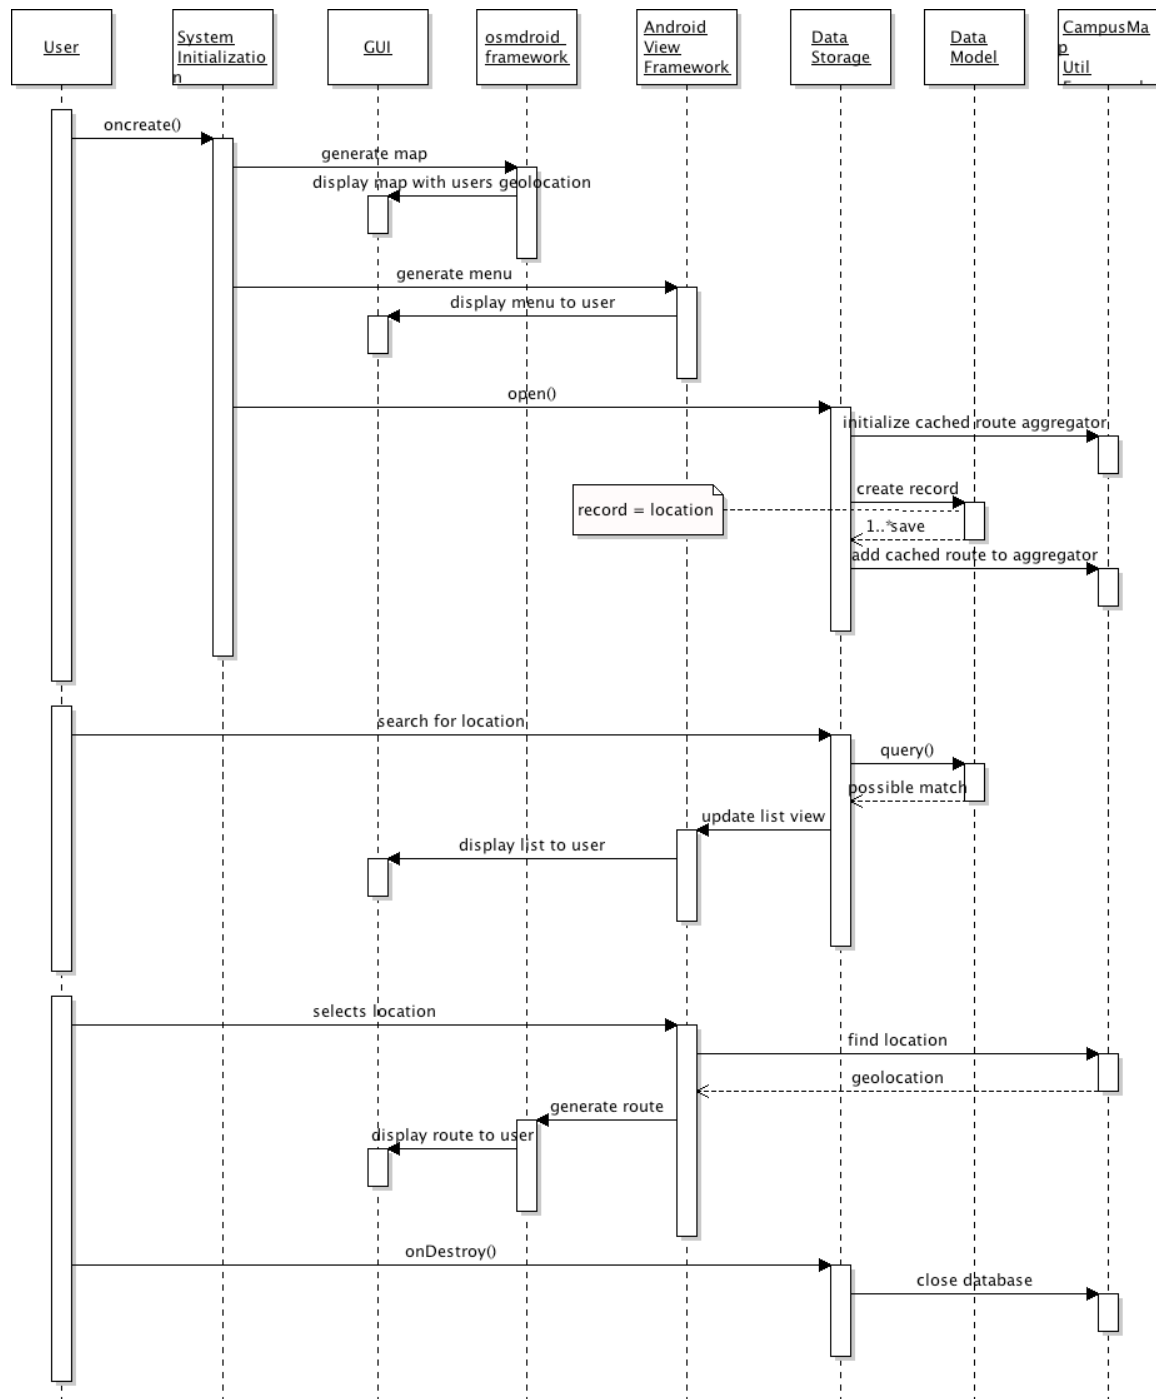 User
System
Initializatio
n
GUI
osmdroid
framework
Android
View
Framework
Data
Storage
Data
Model
CampusMa
p
Util
oncreate()
generate map
display map with users geolocation
generate menu
display menu to user
open()
initialize cached route aggregator
create record
record = location
1..*save
add cached route to aggregator
search for location
query()
possible match
update list view
display list to user
selects location
find location
geolocation
generate route
display route to user
onDestroy()
close database